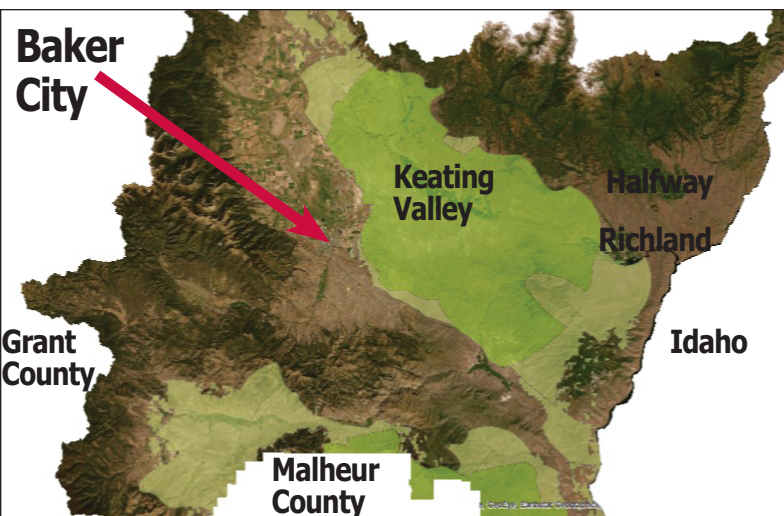 Baker
City
Keating
Valley
Halfway
Richland
Grant
County
Idaho
Malheur
County